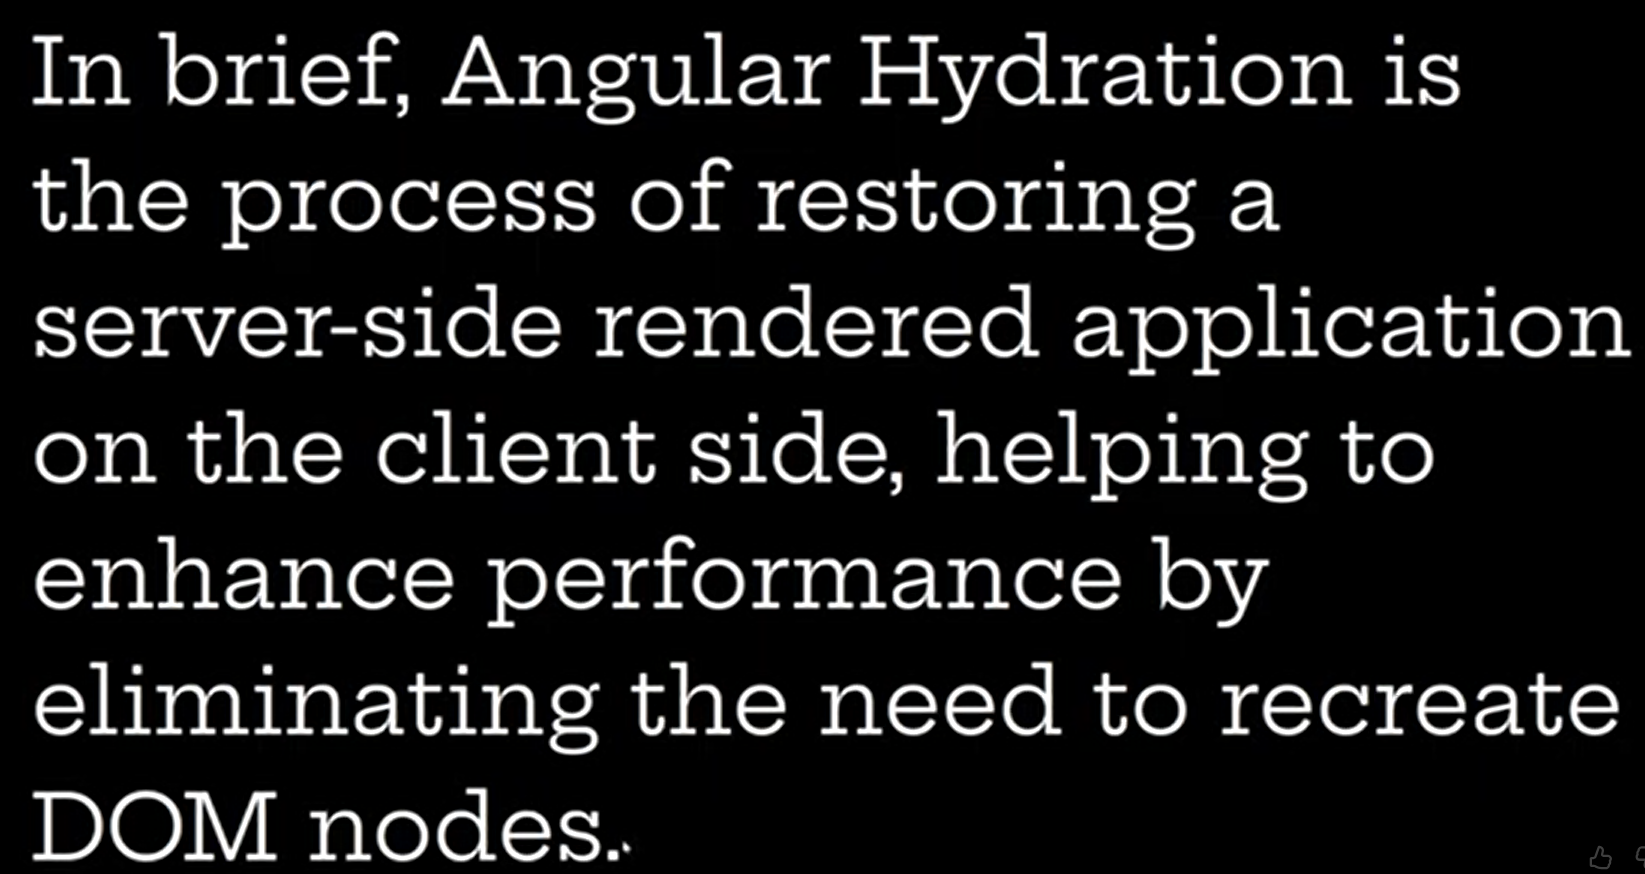 In brief, Angular Hydration is
the process of restoring a
server-side rendered application
on the client side, helping to
enhance performance by
eliminating the need to recreate
DOM nodes.